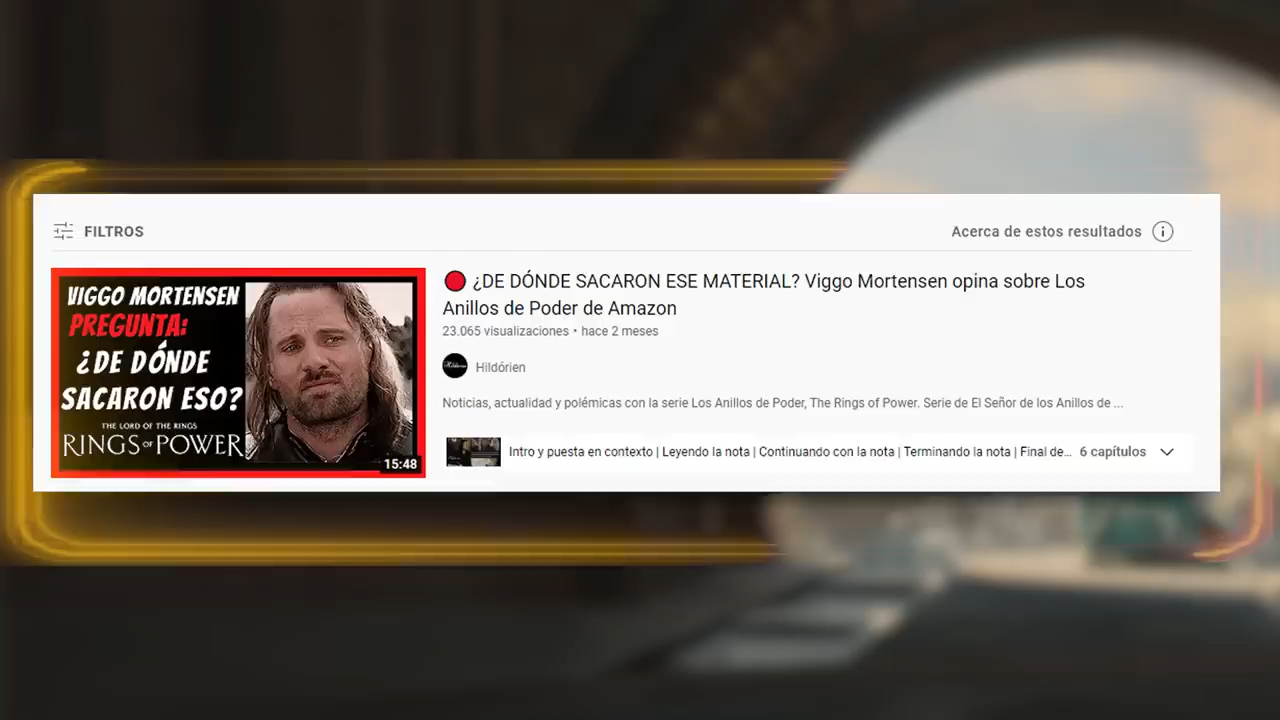 FILTROS
Acerca de estos resultados
VIGGO MORTENSEN
PREGUNTA:
¿DE DÓNDE
SACARON ESO?
THE LORD OF THE RINGS
RINGS OF POWER
15:48
¿DE DÓNDE SACARON ESE MATERIAL? Viggo Mortensen opina sobre Los
Anillos de Poder de Amazon
23.065 visualizaciones • hace 2 meses
Hildórien
Noticias, actualidad y polémicas con la serie Los Anillos de Poder, The Rings of Power. Serie de El Señor de los Anillos de ...
Intro y puesta en contexto | Leyendo la nota | Continuando con la nota | Terminando la nota | Final de... 6 capítulos